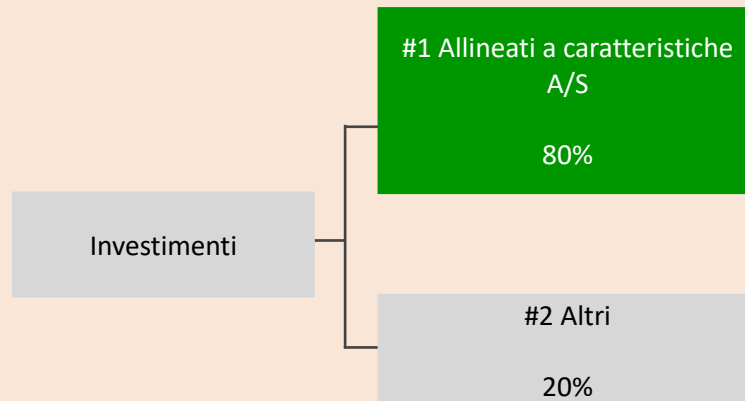 #1 Allineati a caratteristiche
A/S
80%
Investimenti
#2 Altri
20%